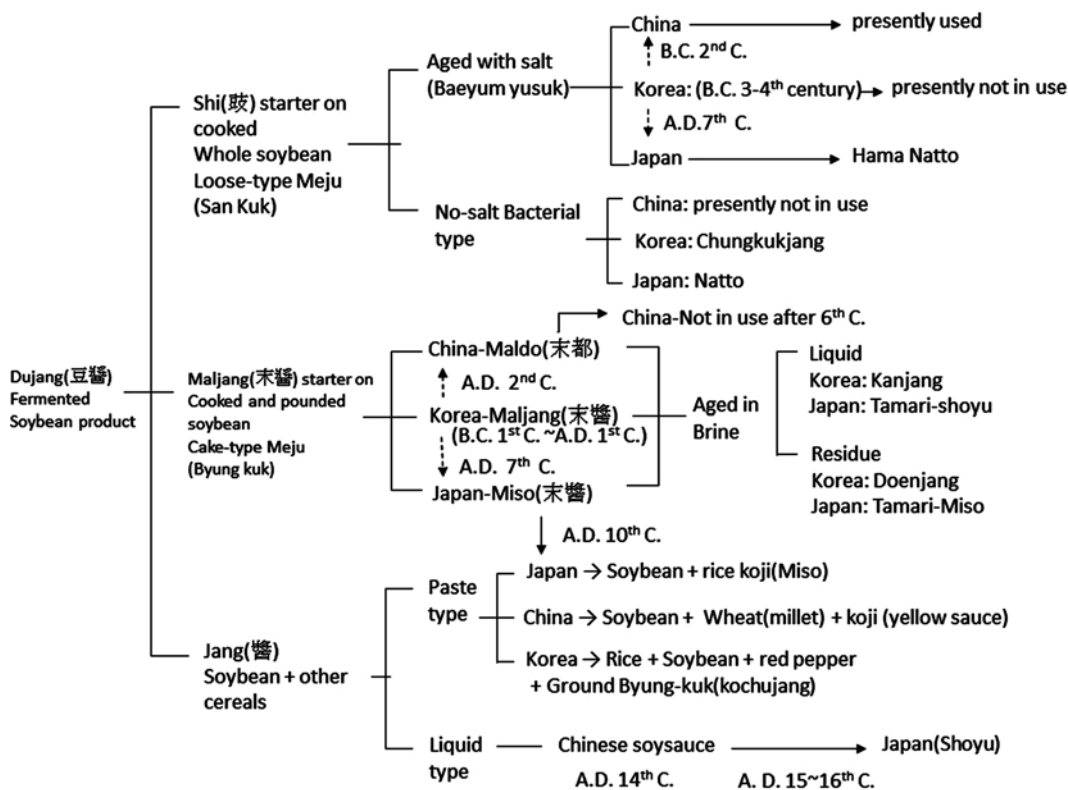 Dujang(豆醬)
Fermented
Soybean product
Shi(豉) starter on
cooked
Whole soybean
Loose-type Meju
(San Kuk)
Aged with salt
(Baeyum yusuk)
China → presently used
B.C. 2nd C.
Korea: (B.C. 3-4th century) → presently not in use
A.D.7th C.
Japan → Hama Natto
No-salt Bacterial
type
China: presently not in use
Korea: Chungkukjang
Japan: Natto
Maljang(末醬) starter on
Cooked and pounded
soybean
Cake-type Meju
(Byung kuk)
China-Not in use after 6th C.
China-Maldo(末都)
A.D. 2nd C.
Korea-Maljang(末醬)
(B.C. 1st C. ~A.D. 1st C.)
A.D. 7th C.
Japan-Miso(末醬)
Aged in
Brine
Liquid
Korea: Kanjang
Japan: Tamari-shoyu
Residue
Korea: Doenjang
Japan: Tamari-Miso
A.D. 10th C.
Jang(醬)
Soybean + other
cereals
Paste
type
Japan → Soybean + rice koji(Miso)
China → Soybean + Wheat(millet) + koji (yellow sauce)
Korea → Rice + Soybean + red pepper
+ Ground Byung-kuk(kochujang)
Liquid
type
Chinese soysauce → Japan(Shoyu)
A.D. 14th C. A. D. 15~16th C.